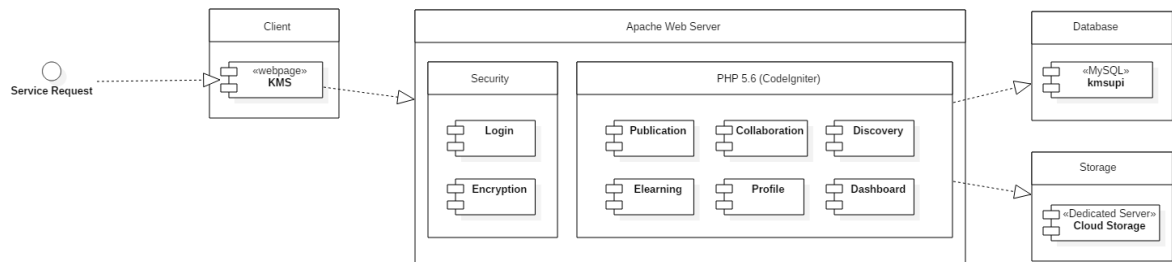 Service Request
Client
«webpage»
KMS
Apache Web Server
Security
Login
Encryption
PHP 5.6 (CodeIgniter)
Publication
Collaboration
Discovery
Elearning
Profile
Dashboard
Database
«MySQL»
kmsupi
Storage
«Dedicated Server»
Cloud Storage